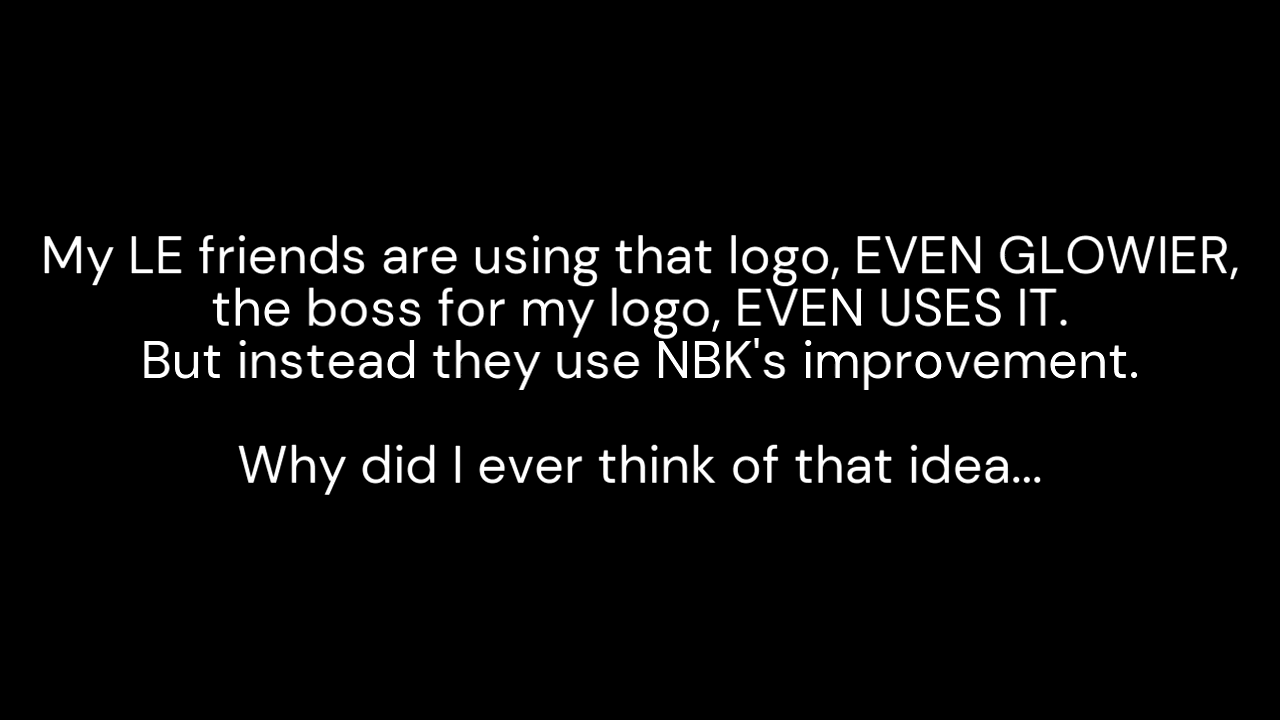 My LE friends are using that logo, EVEN GLOWIER,
the boss for my logo, EVEN USES IT.
But instead they use NBK's improvement.
Why did I ever think of that idea...